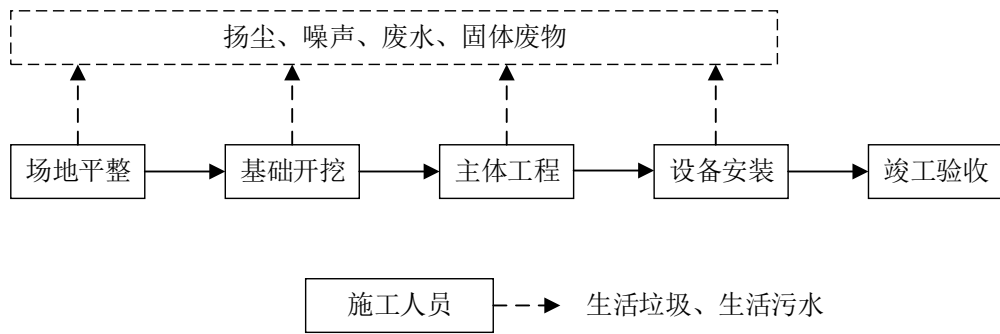 扬尘、噪声、废水、固体废物
场地平整
基础开挖
主体工程
设备安装
竣工验收
施工人员
生活垃圾、生活污水